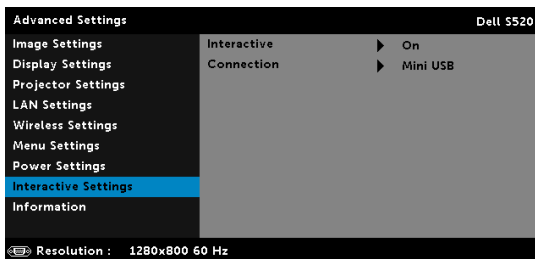 Advanced Settings Dell S520
Image Settings Interactive On
Display Settings Connection Mini USB
Projector Settings
LAN Settings
Wireless Settings
Menu Settings
Power Settings
Interactive Settings
Information
Resolution : 1280x800 60 Hz